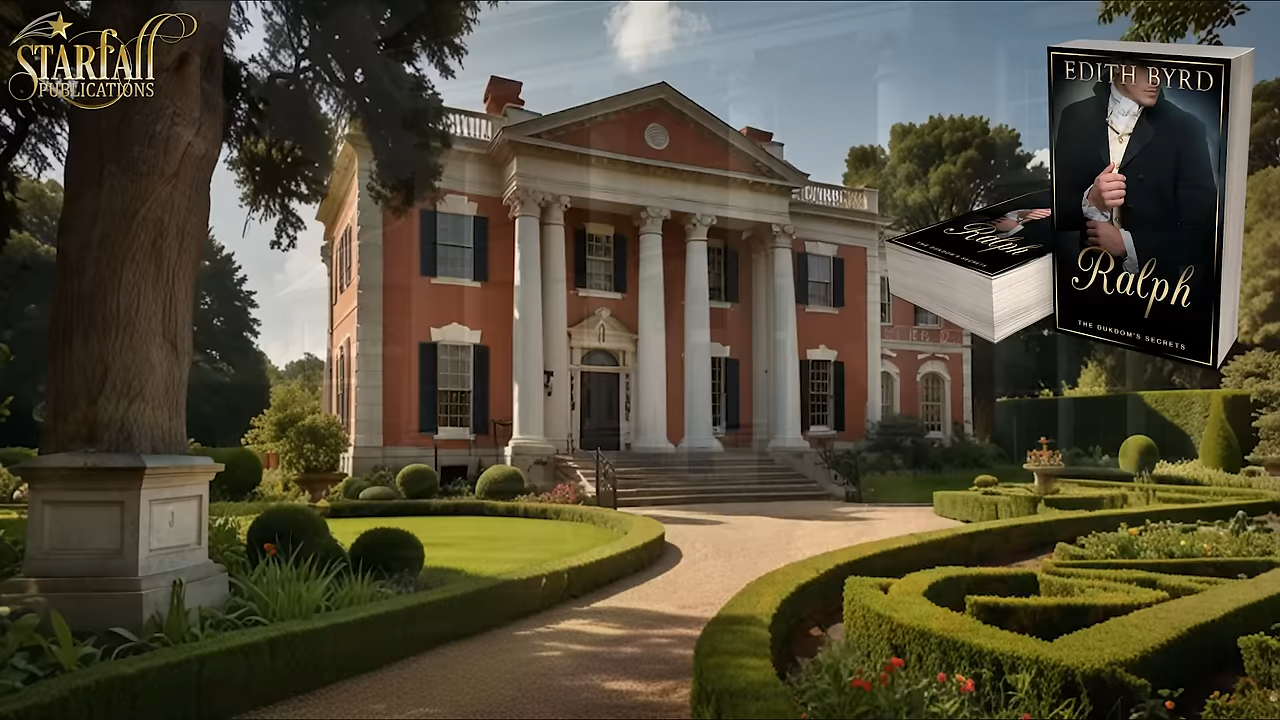 STARfall
PUBLICATIONS
EDITH BYRD
Ralph
THE DUKDOM'S SECRETS
Ralph
THE DUKDOM'S SECRETS